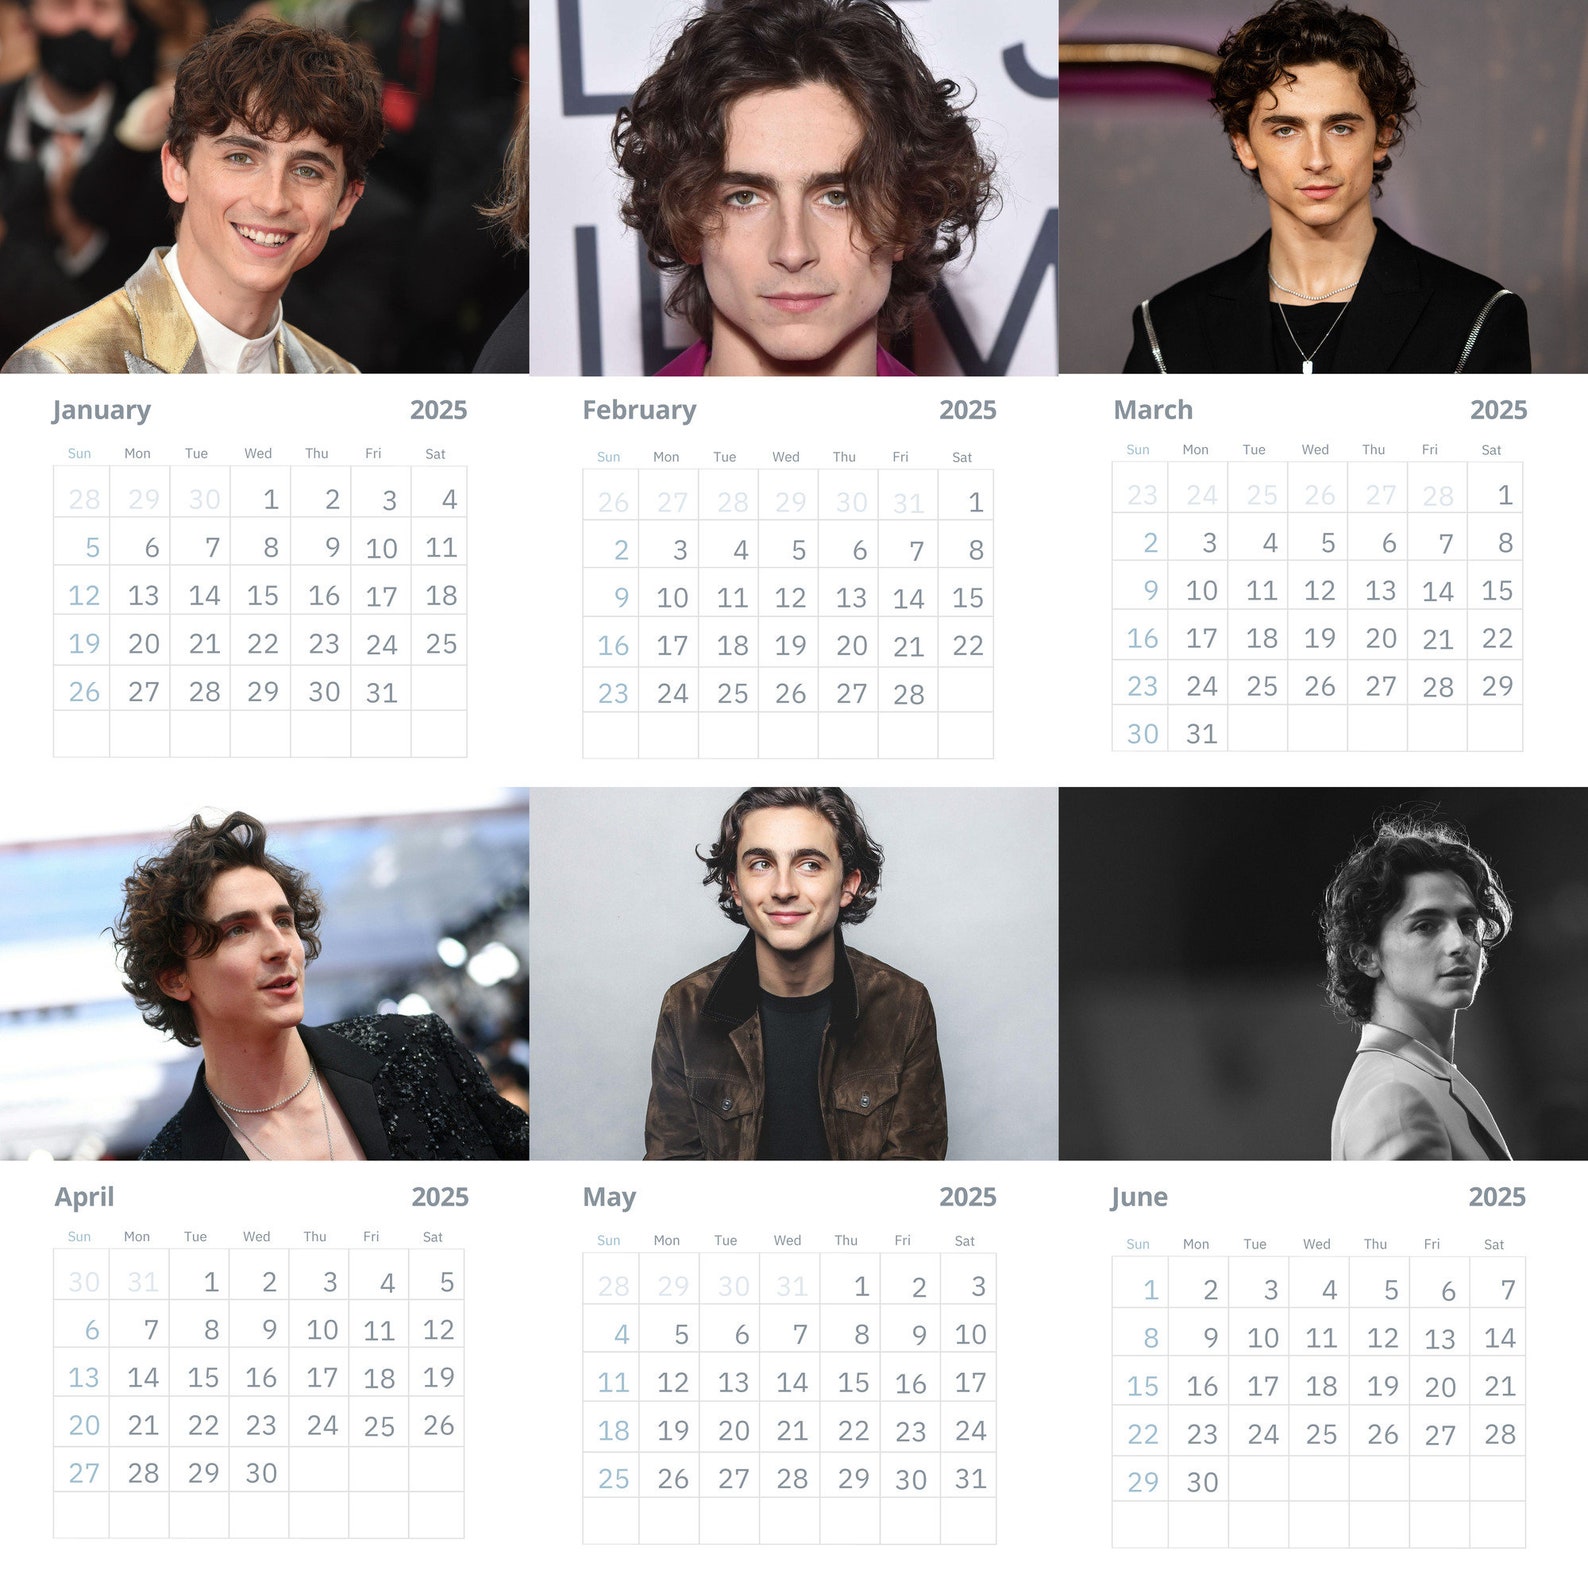 January 2025
Sun Mon Tue Wed Thu Fri Sat
28 29 30 1 2 3 4
5 6 7 8 9 10 11
12 13 14 15 16 17 18
19 20 21 22 23 24 25
26 27 28 29 30 31
February 2025
Sun Mon Tue Wed Thu Fri Sat
26 27 28 29 30 31 1
2 3 4 5 6 7 8
9 10 11 12 13 14 15
16 17 18 19 20 21 22
23 24 25 26 27 28
March 2025
Sun Mon Tue Wed Thu Fri Sat
23 24 25 26 27 28 1
2 3 4 5 6 7 8
9 10 11 12 13 14 15
16 17 18 19 20 21 22
23 24 25 26 27 28 29
30 31
April 2025
Sun Mon Tue Wed Thu Fri Sat
30 31 1 2 3 4 5
6 7 8 9 10 11 12
13 14 15 16 17 18 19
20 21 22 23 24 25 26
27 28 29 30
May 2025
Sun Mon Tue Wed Thu Fri Sat
28 29 30 31 1 2 3
4 5 6 7 8 9 10
11 12 13 14 15 16 17
18 19 20 21 22 23 24
25 26 27 28 29 30 31
June 2025
Sun Mon Tue Wed Thu Fri Sat
1 2 3 4 5 6 7
8 9 10 11 12 13 14
15 16 17 18 19 20 21
22 23 24 25 26 27 28
29 30